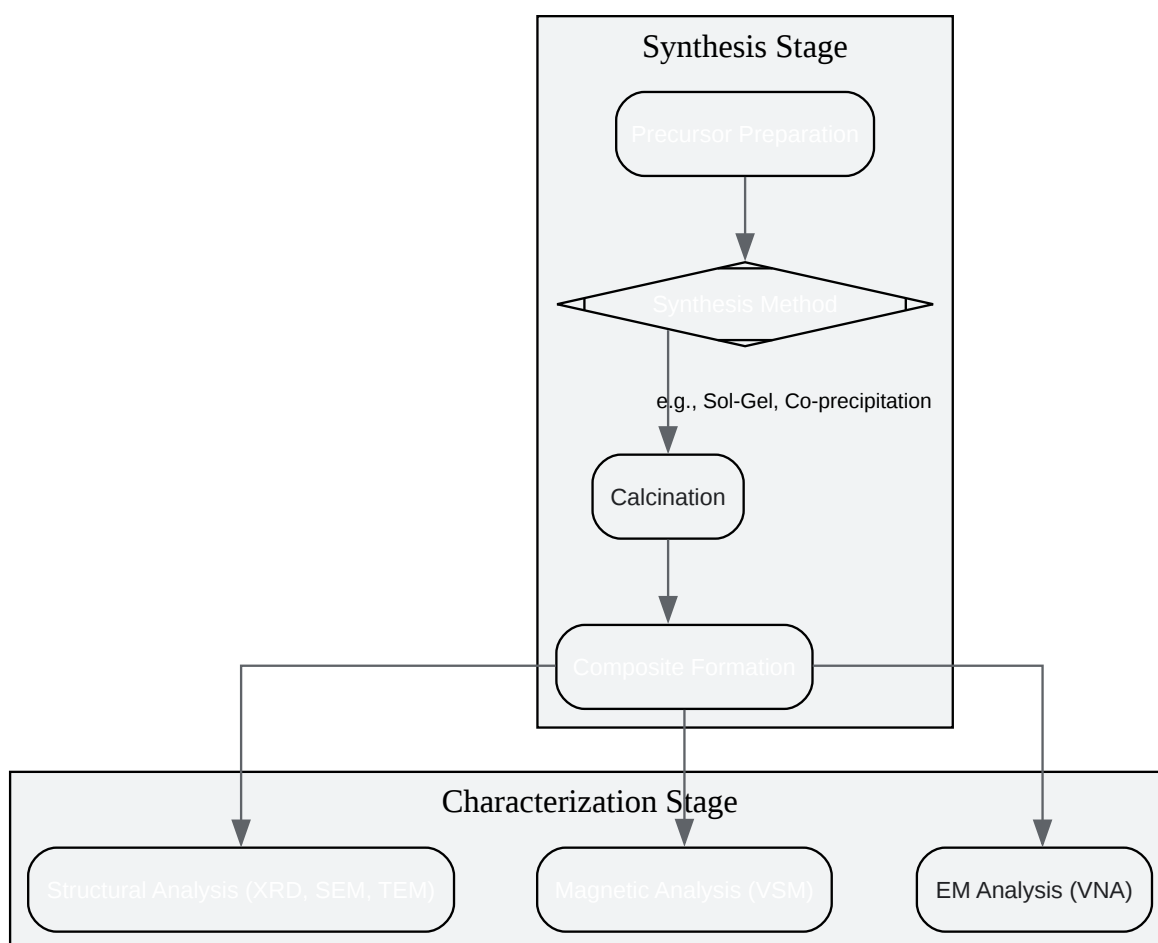 Synthesis Stage
Precursor Preparation
Synthesis Method
e.g., Sol-Gel, Co-precipitation
Calcination
Composite Formation
Characterization Stage
Structural Analysis (XRD, SEM, TEM)
Magnetic Analysis (VSM)
EM Analysis (VNA)